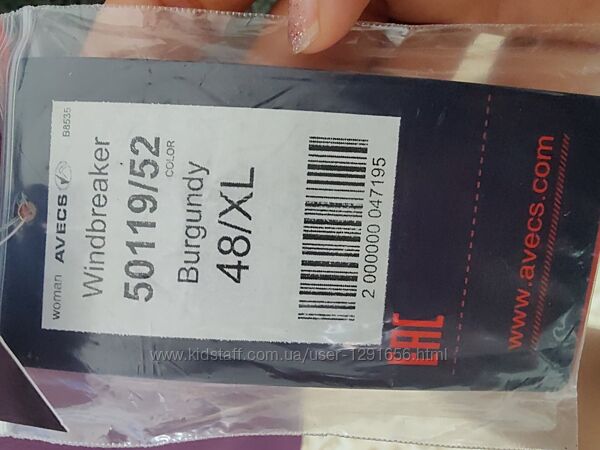 woman AVECS B8535
Windbreaker
50119/52 COLOR
Burgundy
48/XL
2 000000 047195
EAC
www.avecs.com
www.kidstaff.com.ua/user-1291656.html